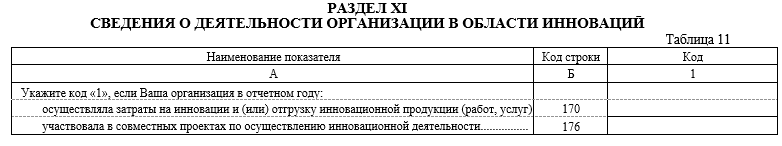 РАЗДЕЛ XI
СВЕДЕНИЯ О ДЕЯТЕЛЬНОСТИ ОРГАНИЗАЦИИ В ОБЛАСТИ ИННОВАЦИЙ
Таблица 11
Наименование показателя Код строки Код
А Б 1
Укажите код «1», если Ваша организация в отчетном году:
осуществляла затраты на инновации и (или) отгрузку инновационной продукции (работ, услуг) 170
участвовала в совместных проектах по осуществлению инновационной деятельности................ 176